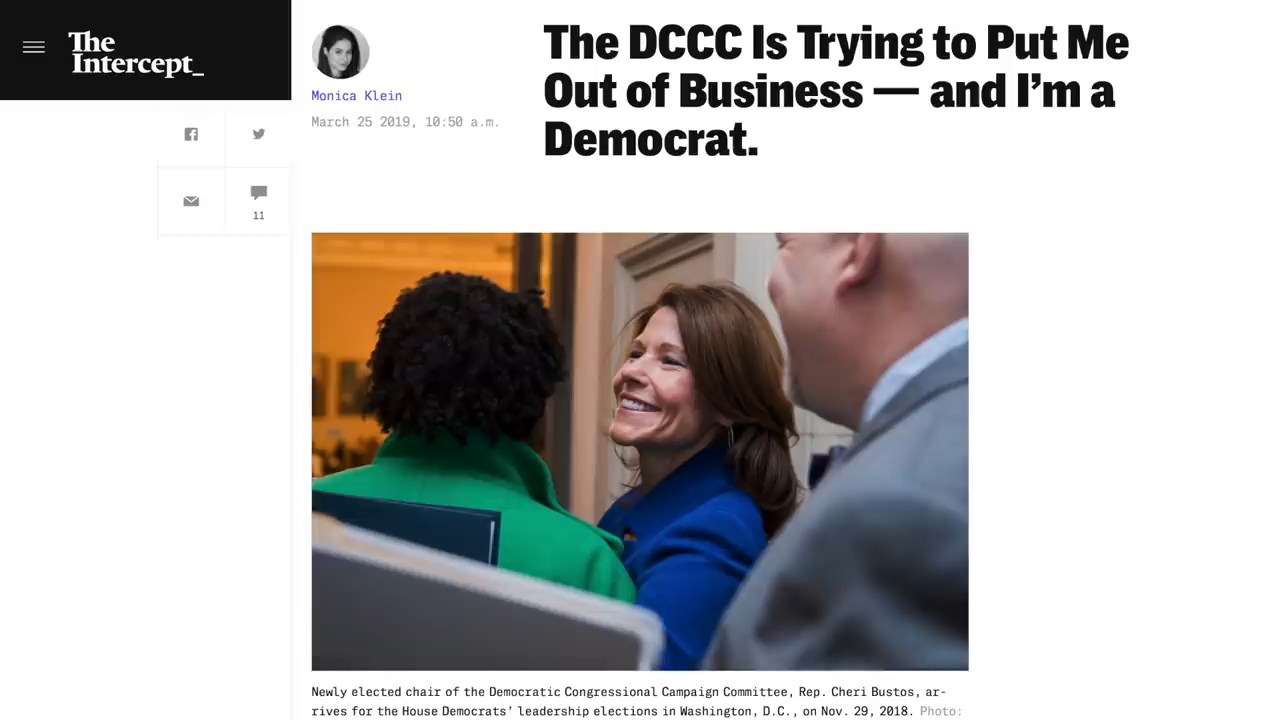 The
Intercept_
Monica Klein
March 25 2019, 10:50 a.m.
The DCCC Is Trying to Put Me
Out of Business — and I’m a
Democrat.
11
Newly elected chair of the Democratic Congressional Campaign Committee, Rep. Cheri Bustos, ar-
rives for the House Democrats’ leadership elections in Washington, D.C., on Nov. 29, 2018. Photo: